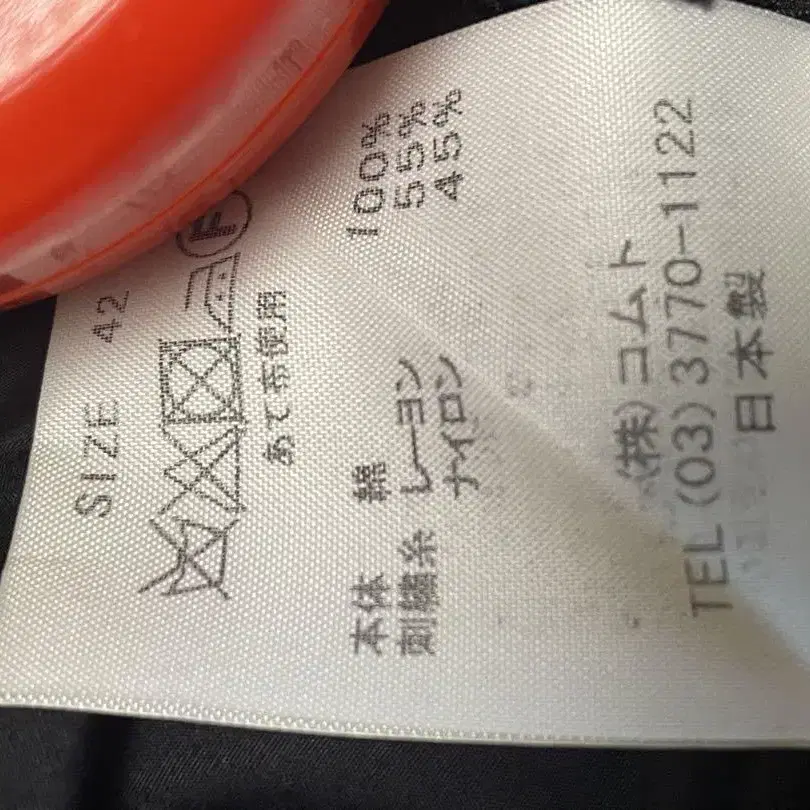 SIZE 42
F
あて布使用
本体 綿 100%
刺繍糸 レーヨン 55%
ナイロン 45%
(株)コムト
TEL(03)3770-1122
日本製